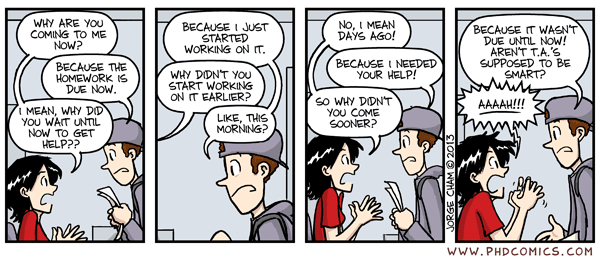 WHY ARE YOU
COMING TO ME
NOW?
BECAUSE THE
HOMEWORK IS
DUE NOW.
I MEAN, WHY DID
YOU WAIT UNTIL
NOW TO GET
HELP??
BECAUSE I JUST
STARTED
WORKING ON IT.
WHY DIDN'T YOU
START WORKING
ON IT EARLIER?
LIKE, THIS
MORNING?
NO, I MEAN
DAYS AGO!
BECAUSE I NEEDED
YOUR HELP!
SO WHY DIDN'T
YOU COME
SOONER?
JORGE CHAM © 2013
BECAUSE IT WASN'T
DUE UNTIL NOW!
AREN'T T.A.'S
SUPPOSED TO BE
SMART?
AAAAH!!!
WWW.PHDCOMICS.COM